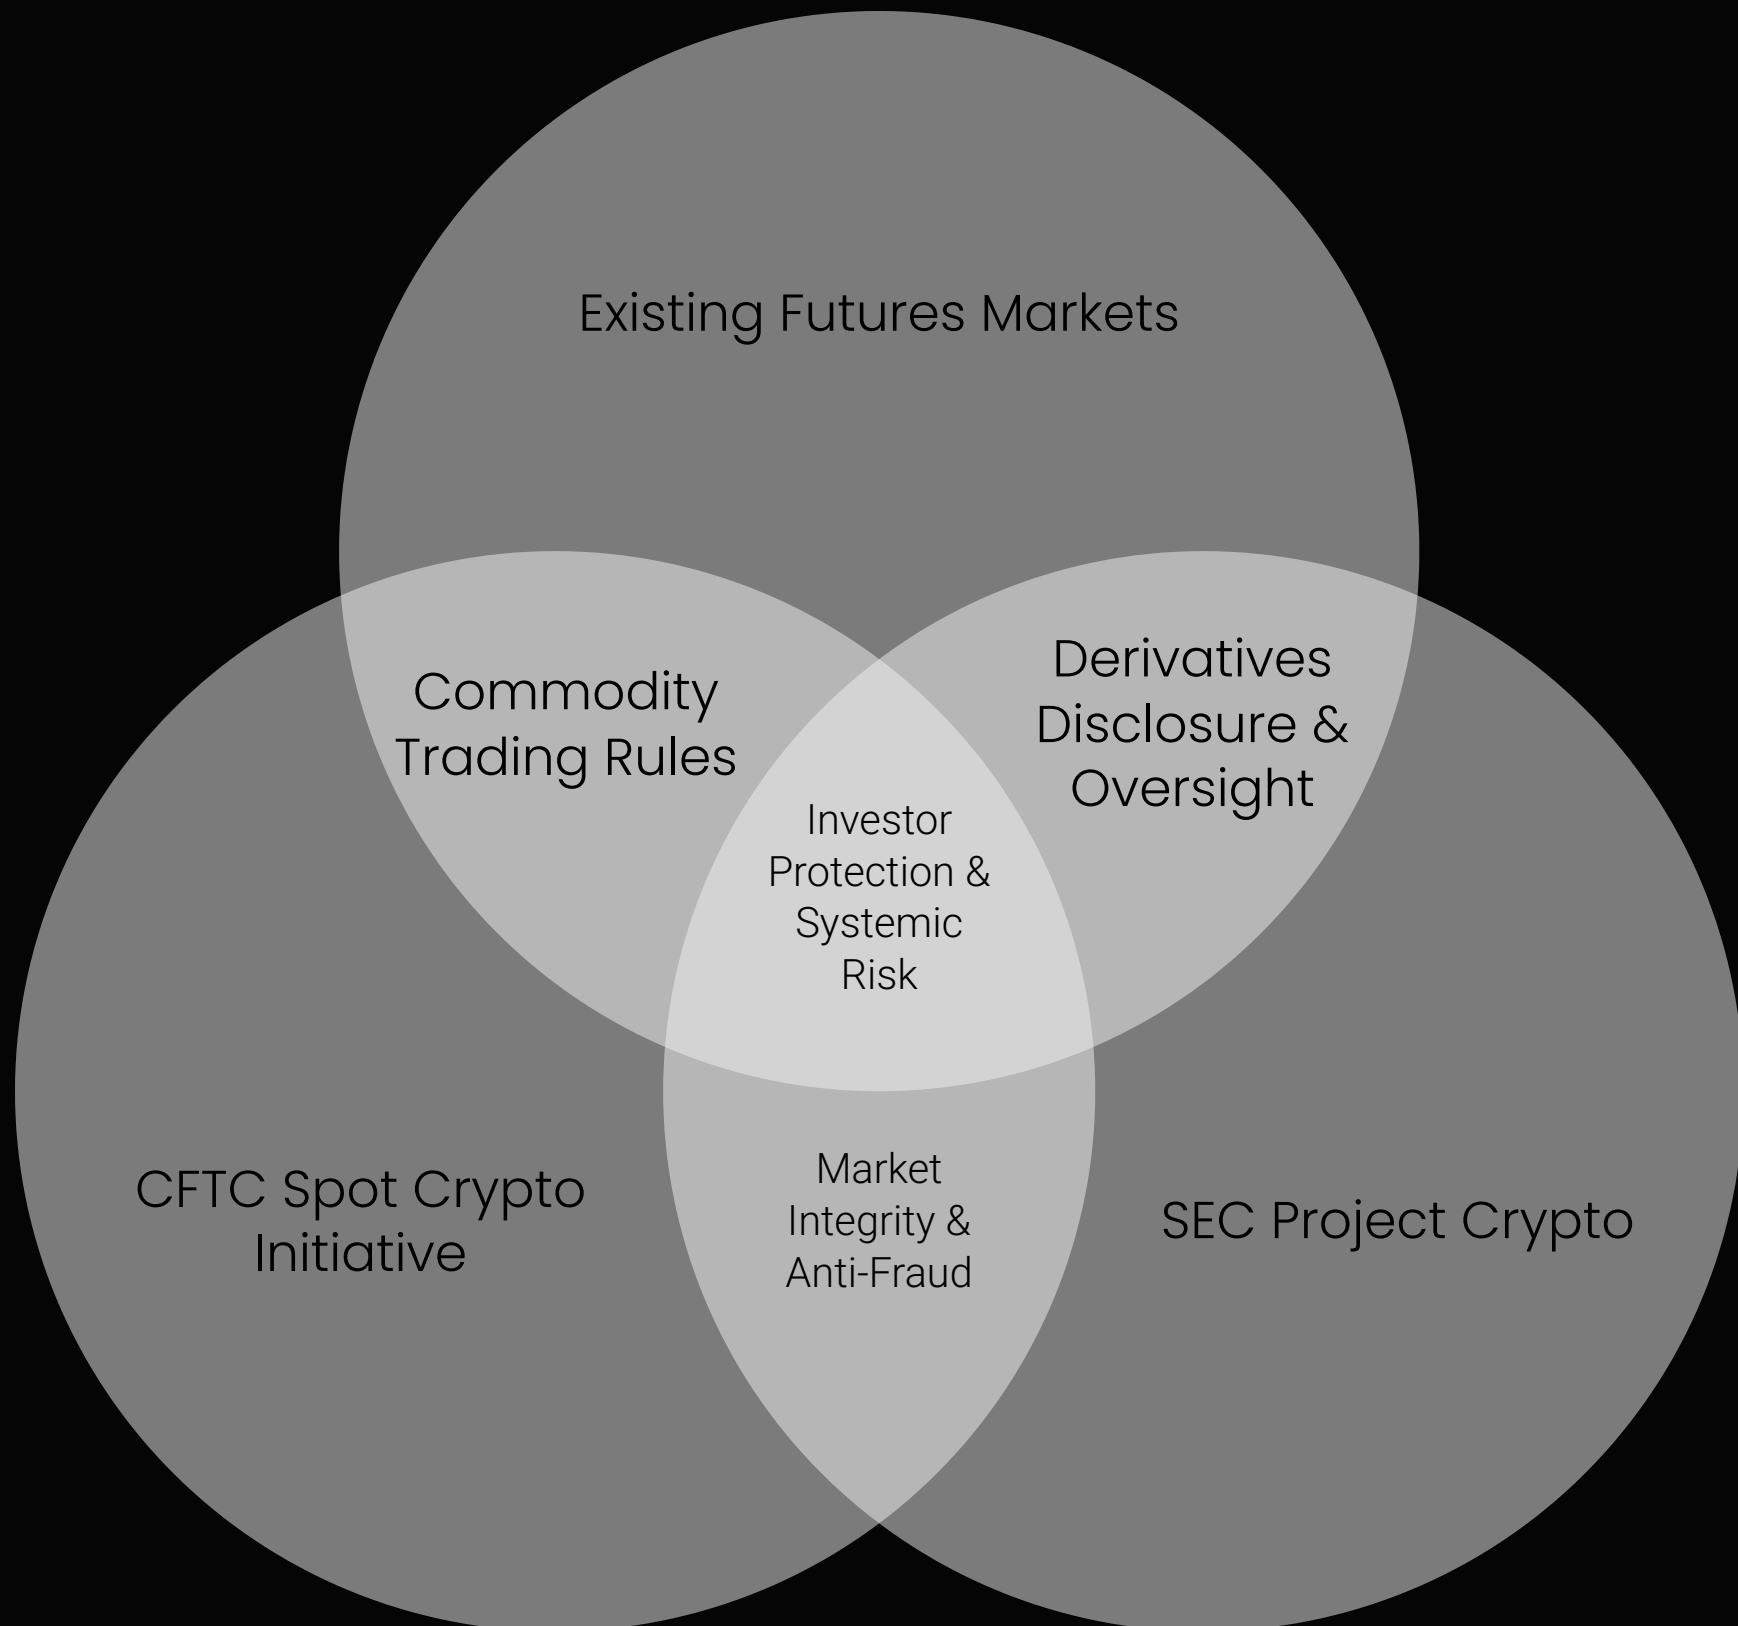 Existing Futures Markets
Commodity
Trading Rules
Derivatives
Disclosure &
Oversight
Investor
Protection &
Systemic
Risk
CFTC Spot Crypto
Initiative
Market
Integrity &
Anti-Fraud
SEC Project Crypto